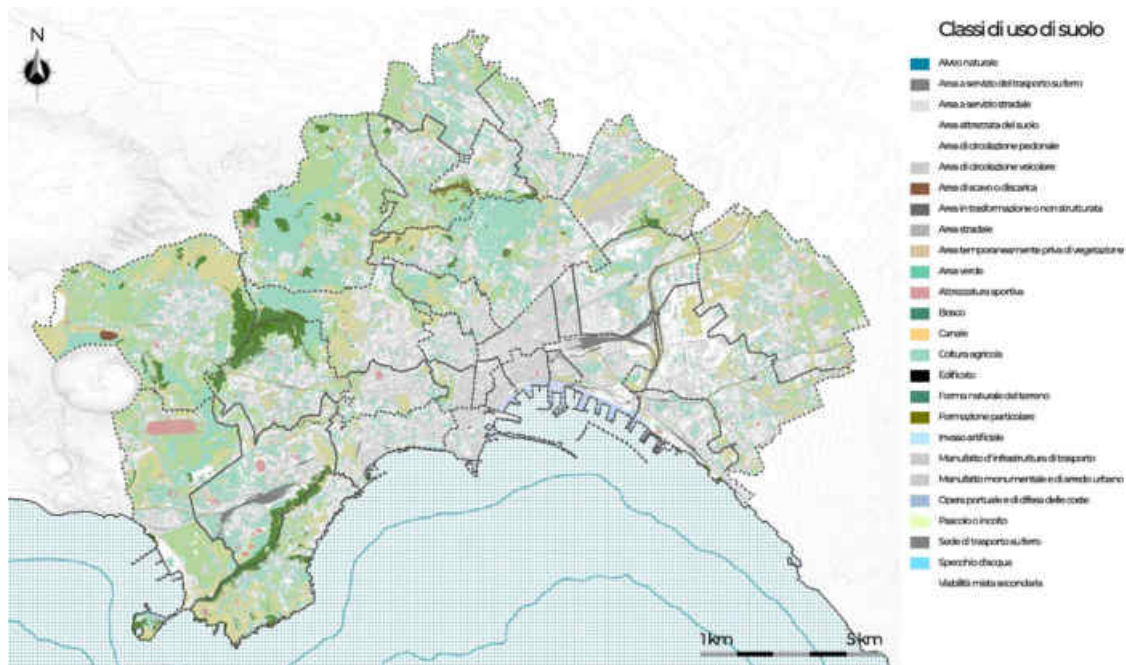 N
Classi di uso di suolo
Alveo naturale
Area a servizio del trasporto su ferro
Area a servizio stradale
Area attrezzata del suolo
Area di circolazione pedonale
Area di circolazione veicolare
Area di scavo o discarica
Area in trasformazione o non strutturata
Area stradale
Area temporaneamente priva di vegetazione
Area verde
Attrezzatura sportiva
Bosco
Canale
Coltura agricola
Edificato
Forma naturale del terreno
Formazione particolare
Invaso artificiale
Manufatto d'infrastruttura di trasporto
Manufatto monumentale e di arredo urbano
Opera portuale e di difesa delle coste
Pascolo o incolto
Sede di trasporto su ferro
Specchio d'acqua
Viabilità mista secondaria
1 km 5 km